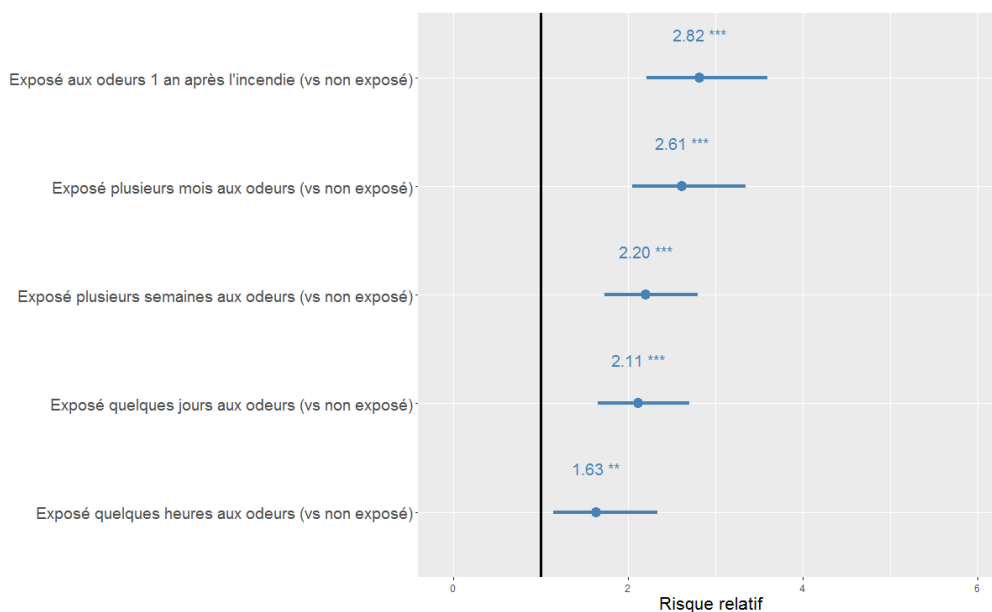 2.82 ***
Exposé aux odeurs 1 an après l'incendie (vs non exposé)
2.61 ***
Exposé plusieurs mois aux odeurs (vs non exposé)
2.20 ***
Exposé plusieurs semaines aux odeurs (vs non exposé)
2.11 ***
Exposé quelques jours aux odeurs (vs non exposé)
1.63 **
Exposé quelques heures aux odeurs (vs non exposé)
0 2 4 6
Risque relatif